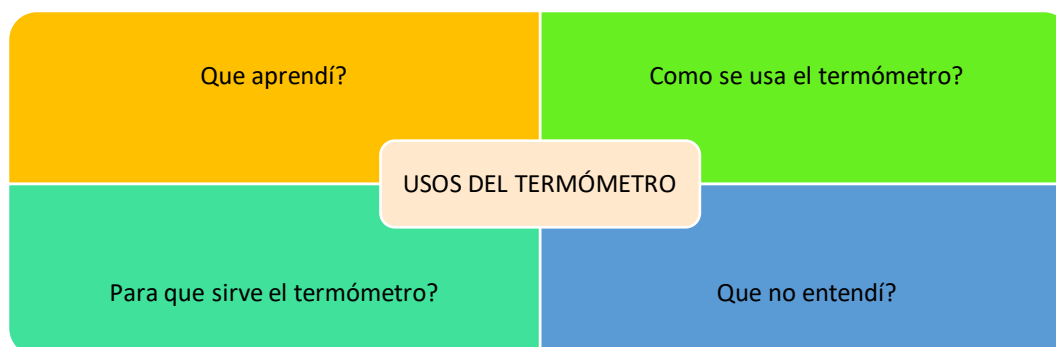 Que aprendí?
Como se usa el termómetro?
USOS DEL TERMÓMETRO
Para que sirve el termómetro?
Que no entendí?